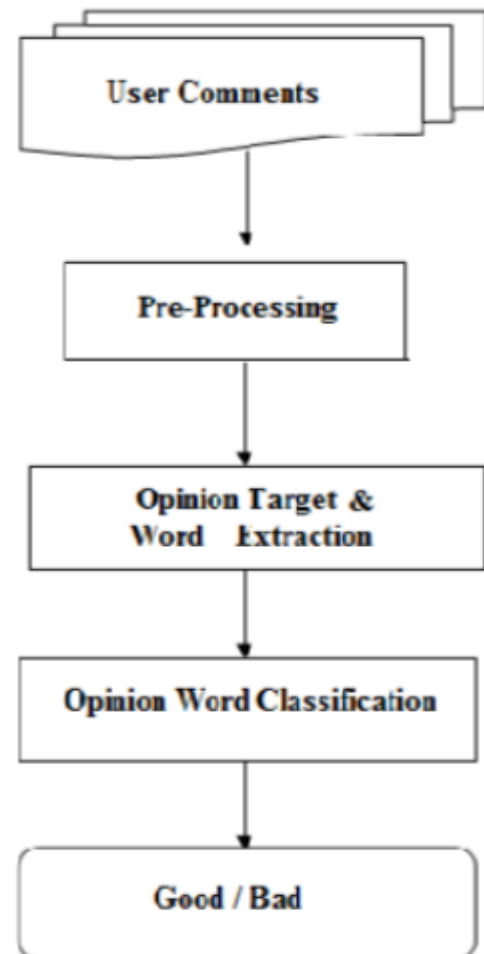 User Comments
Pre-Processing
Opinion Target &
Word Extraction
Opinion Word Classification
Good / Bad